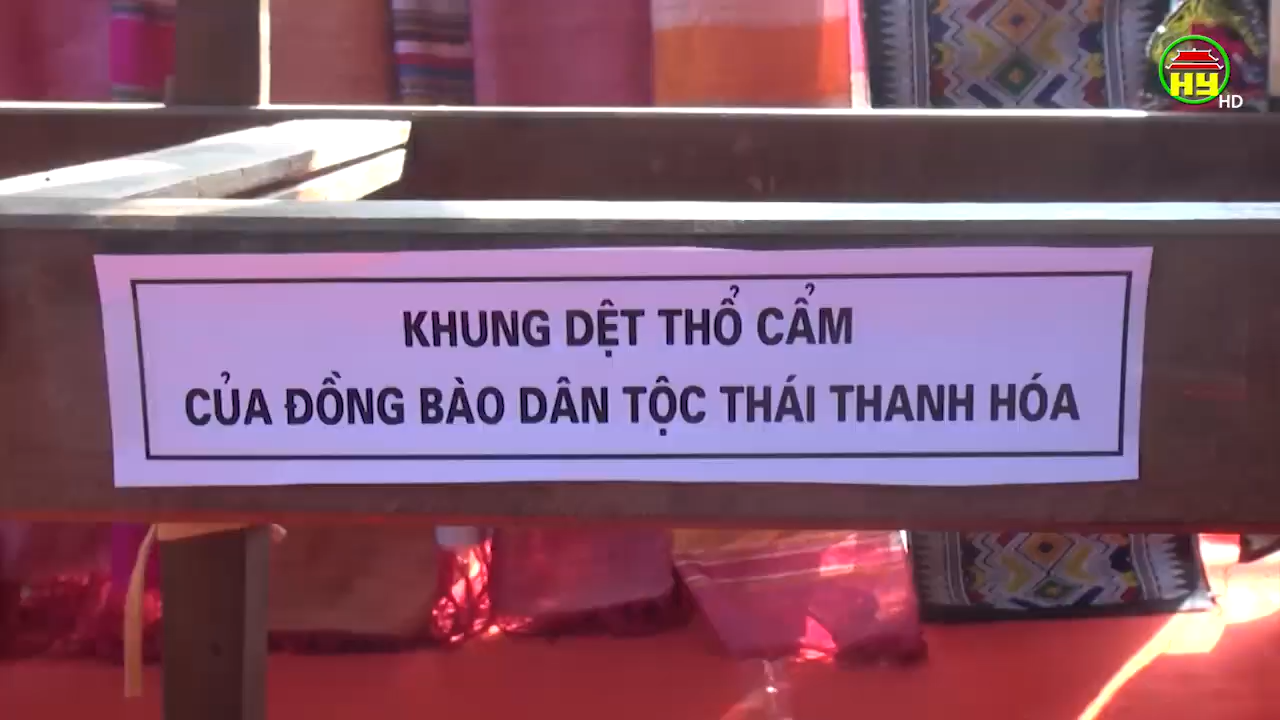 HY
HD
KHUNG DỆT THỔ CẨM
CỦA ĐỒNG BÀO DÂN TỘC THÁI THANH HÓA